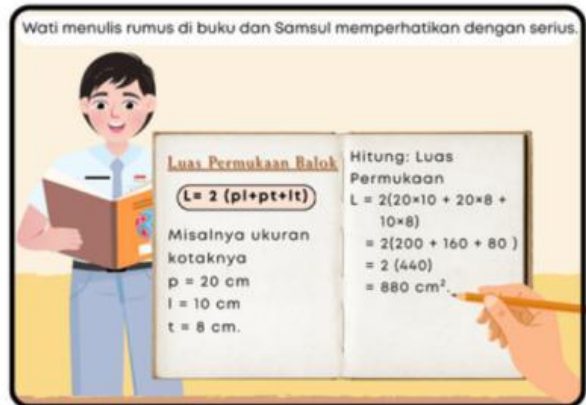 Wati menulis rumus di buku dan Samsul memperhatikan dengan serius.
Luas Permukaan Balok
L= 2 (pl+pt+lt)
Misalnya ukuran
kotaknya
p = 20 cm
l = 10 cm
t = 8 cm.
Hitung: Luas
Permukaan
L = 2(20×10 + 20×8 +
10×8)
= 2(200 + 160 + 80 )
= 2 (440)
= 880 cm².